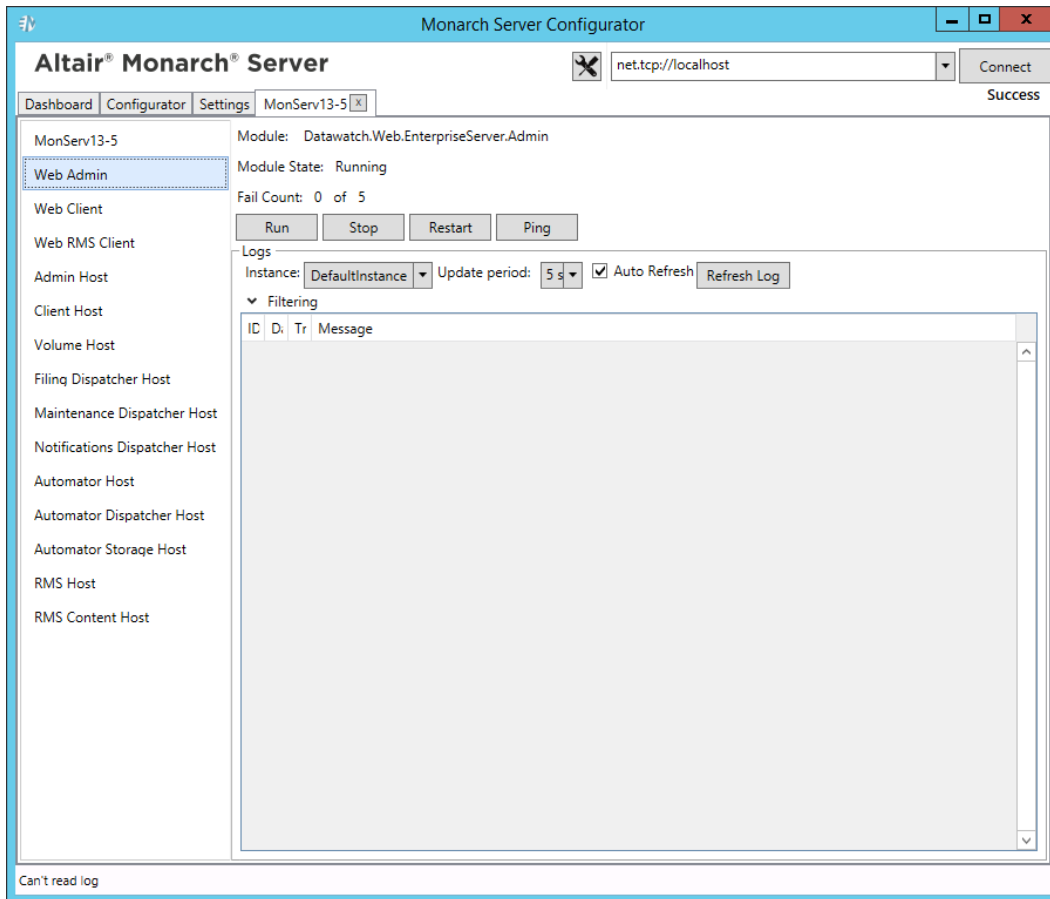 Monarch Server Configurator
Altair® Monarch® Server
net.tcp://localhost
Connect
Success
Dashboard Configurator Settings MonServ13-5 x
MonServ13-5
Web Admin
Web Client
Web RMS Client
Admin Host
Client Host
Volume Host
Filing Dispatcher Host
Maintenance Dispatcher Host
Notifications Dispatcher Host
Automator Host
Automator Dispatcher Host
Automator Storage Host
RMS Host
RMS Content Host
Module: Datawatch.Web.EnterpriseServer.Admin
Module State: Running
Fail Count: 0 of 5
Run Stop Restart Ping
Logs
Instance: DefaultInstance Update period: 5 s Auto Refresh Refresh Log
Filtering
ID Da Tr Message
Can't read log